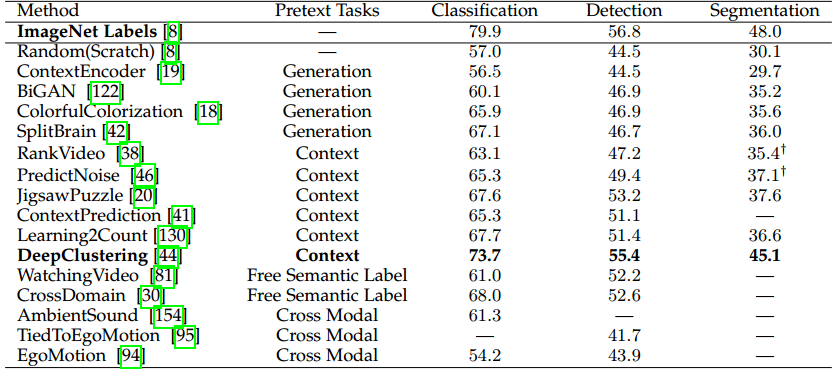 Method Pretext Tasks Classification Detection Segmentation
ImageNet Labels [8] — 79.9 56.8 48.0
Random(Scratch) [8] — 57.0 44.5 30.1
ContextEncoder [19] Generation 56.5 44.5 29.7
BiGAN [122] Generation 60.1 46.9 35.2
ColorfulColorization [18] Generation 65.9 46.9 35.6
SplitBrain [42] Generation 67.1 46.7 36.0
RankVideo [38] Context 63.1 47.2 35.4†
PredictNoise [46] Context 65.3 49.4 37.1†
JigsawPuzzle [20] Context 67.6 53.2 37.6
ContextPrediction [41] Context 65.3 51.1 —
Learning2Count [130] Context 67.7 51.4 36.6
DeepClustering [44] Context 73.7 55.4 45.1
WatchingVideo [81] Free Semantic Label 61.0 52.2 —
CrossDomain [30] Free Semantic Label 68.0 52.6 —
AmbientSound [154] Cross Modal 61.3 — —
TiedToEgoMotion [95] Cross Modal — 41.7 —
EgoMotion [94] Cross Modal 54.2 43.9 —